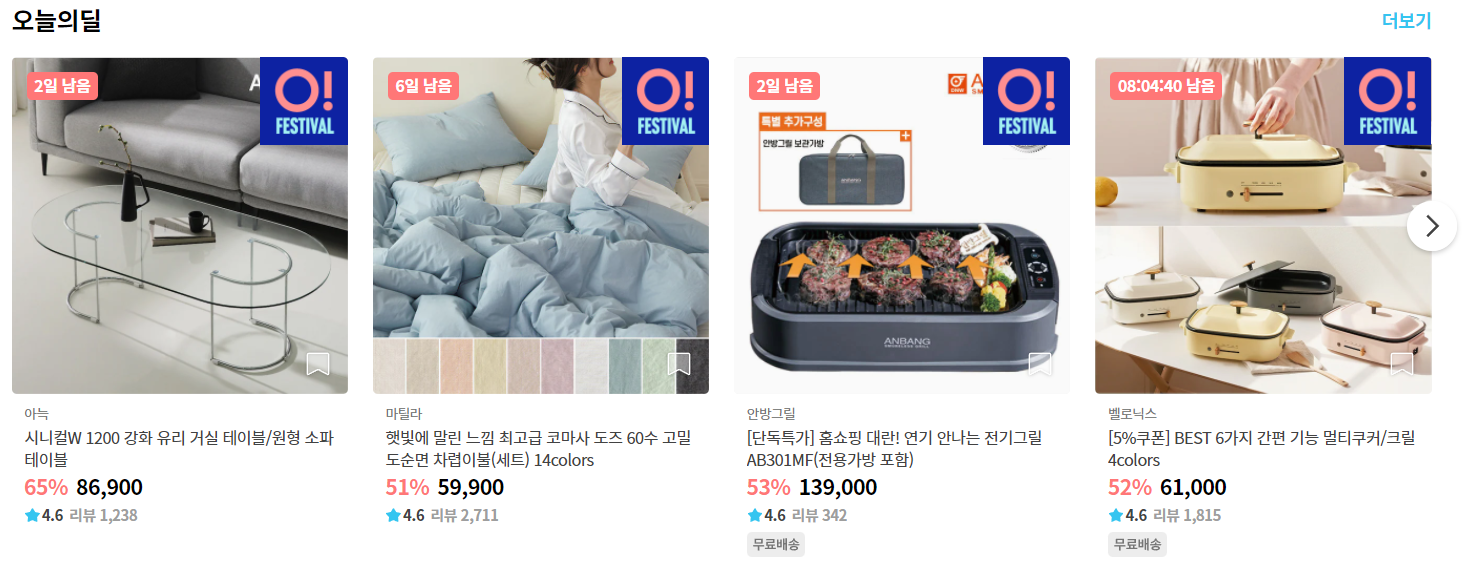 오늘의딜
더보기
2일 남음
O!
FESTIVAL
6일 남음
O!
FESTIVAL
2일 남음
O!
FESTIVAL
특별 추가구성
안방그릴 보관가방
ANBANG
08:04:40 남음
O!
FESTIVAL
아늑
시니컬W 1200 강화 유리 거실 테이블/원형 소파
테이블
65% 86,900
4.6 리뷰 1,238
마틸라
햇빛에 말린 느낌 최고급 코마사 도즈 60수 고밀
도순면 차렵이불(세트) 14colors
51% 59,900
4.6 리뷰 2,711
안방그릴
[단독특가] 홈쇼핑 대란! 연기 안나는 전기그릴
AB301MF(전용가방 포함)
53% 139,000
4.6 리뷰 342
무료배송
벨로닉스
[5%쿠폰] BEST 6가지 간편 기능 멀티쿠커/크릴
4colors
52% 61,000
4.6 리뷰 1,815
무료배송